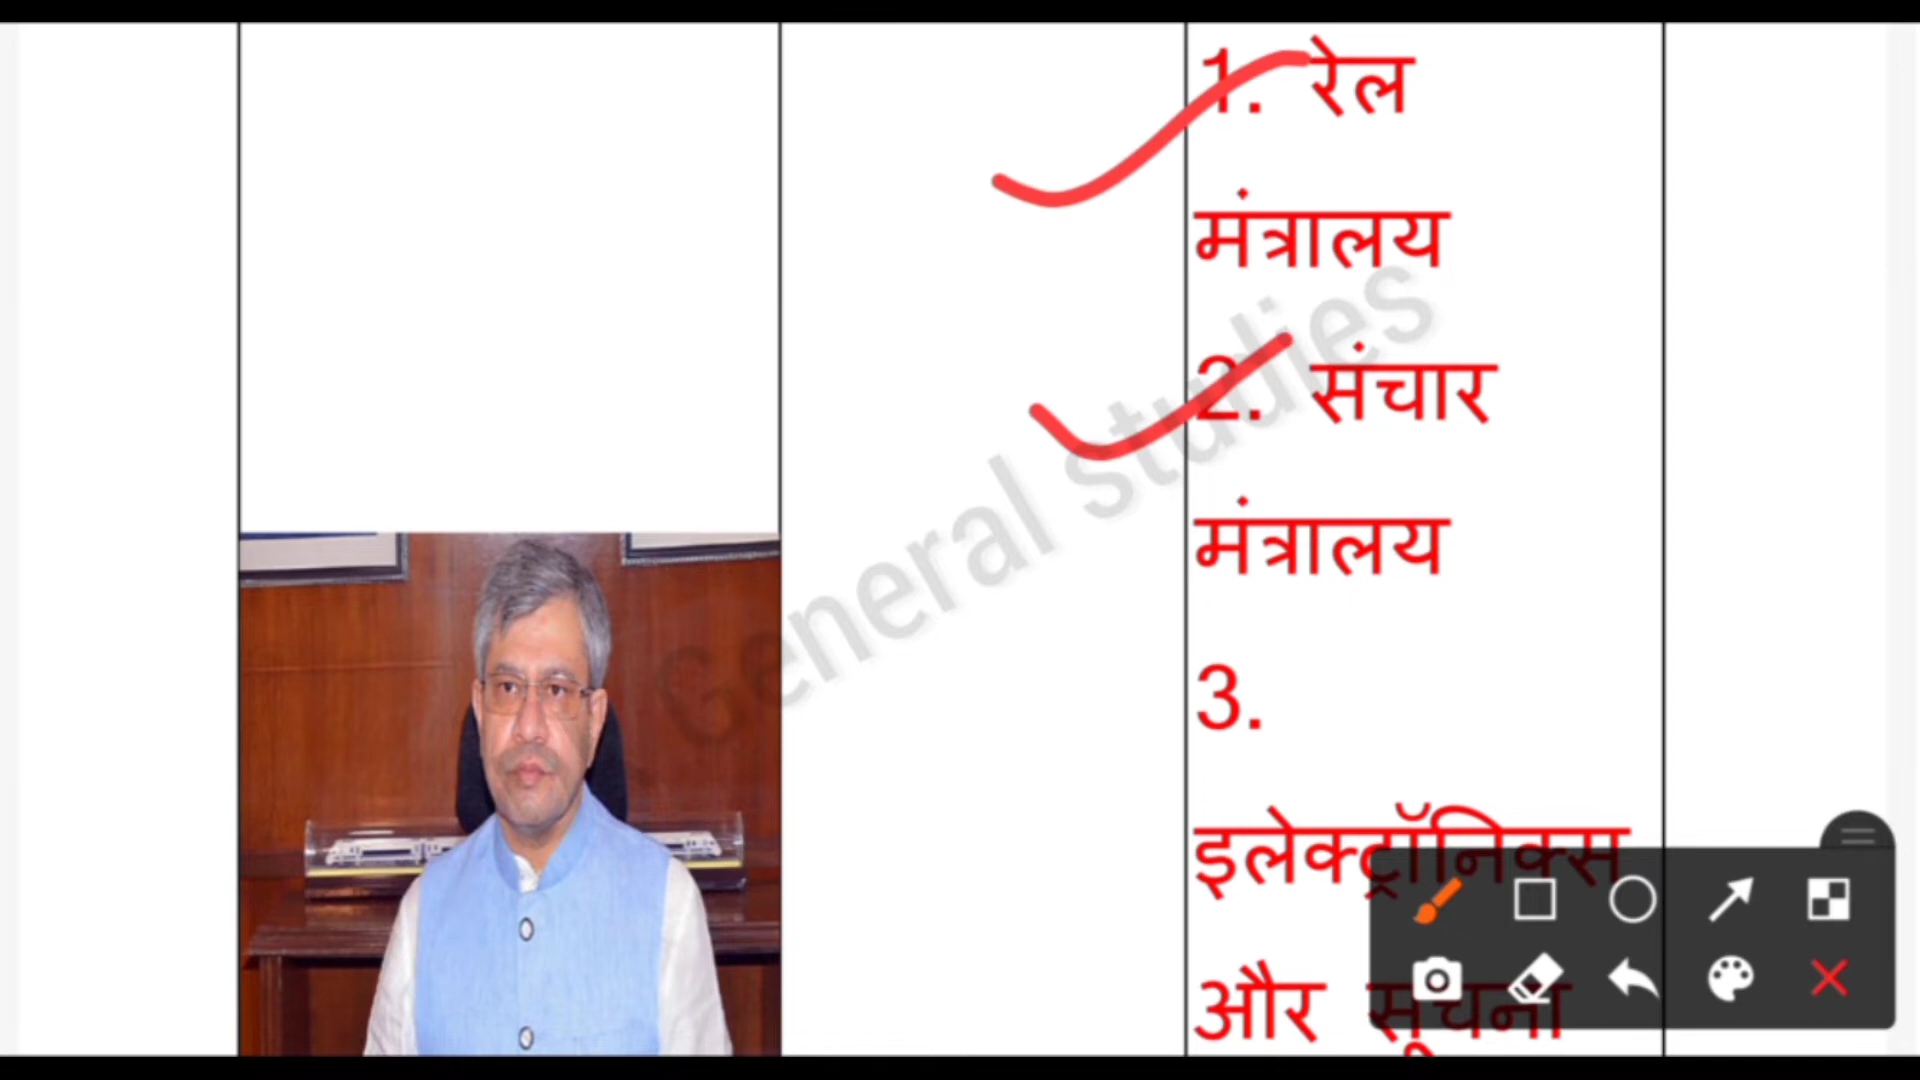 1. रेल
मंत्रालय
2. संचार
मंत्रालय
3.
इलेक्ट्रॉनिक्स
और सूचना
General studies